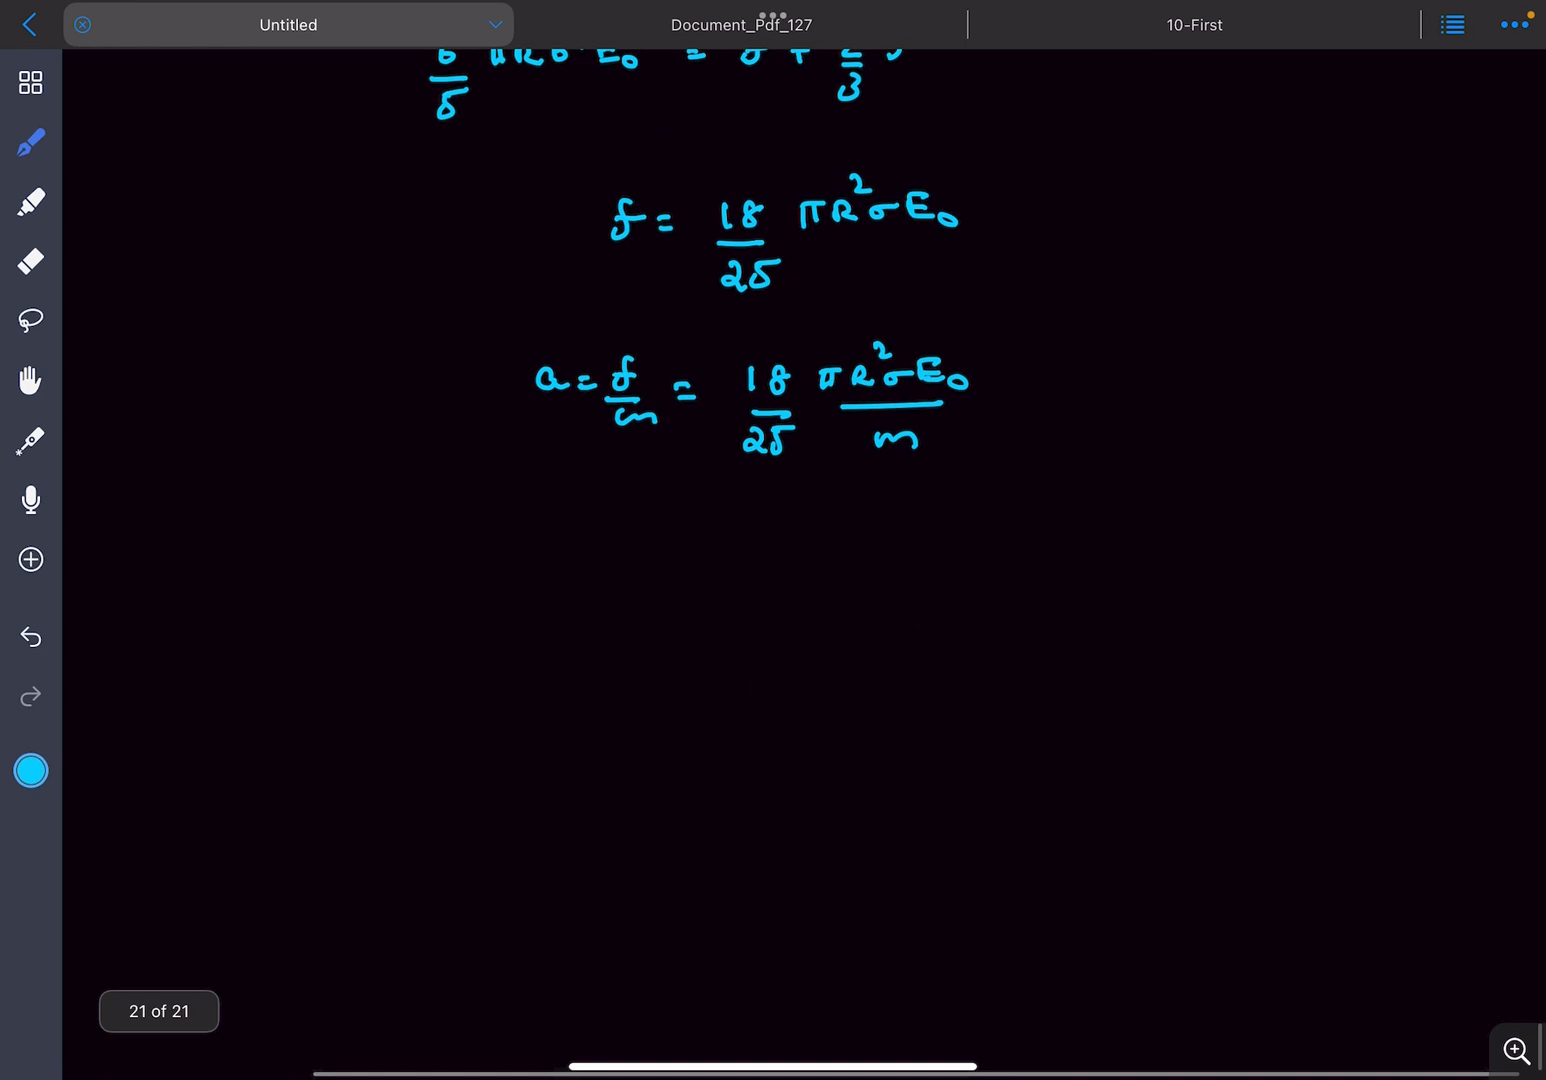 Untitled
Document_Pdf_127
10-First
f = 18/25 πR²σE₀
a = f/m = 18/25 πR²σE₀/m
21 of 21